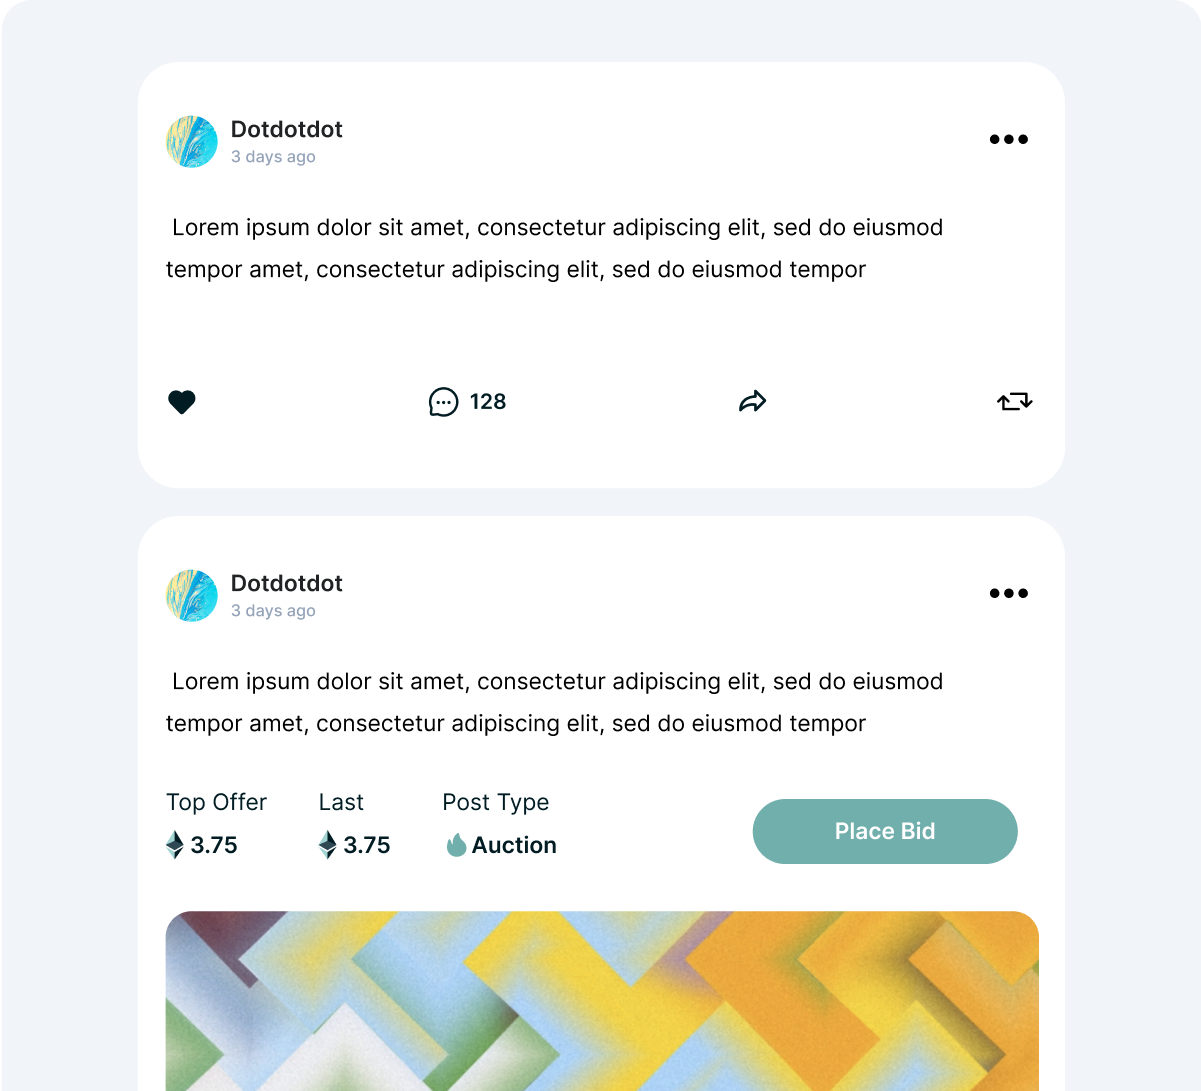 Dotdotdot
3 days ago
Lorem ipsum dolor sit amet, consectetur adipiscing elit, sed do eiusmod
tempor amet, consectetur adipiscing elit, sed do eiusmod tempor
128
Dotdotdot
3 days ago
Lorem ipsum dolor sit amet, consectetur adipiscing elit, sed do eiusmod
tempor amet, consectetur adipiscing elit, sed do eiusmod tempor
Top Offer Last Post Type
3.75 3.75 Auction
Place Bid